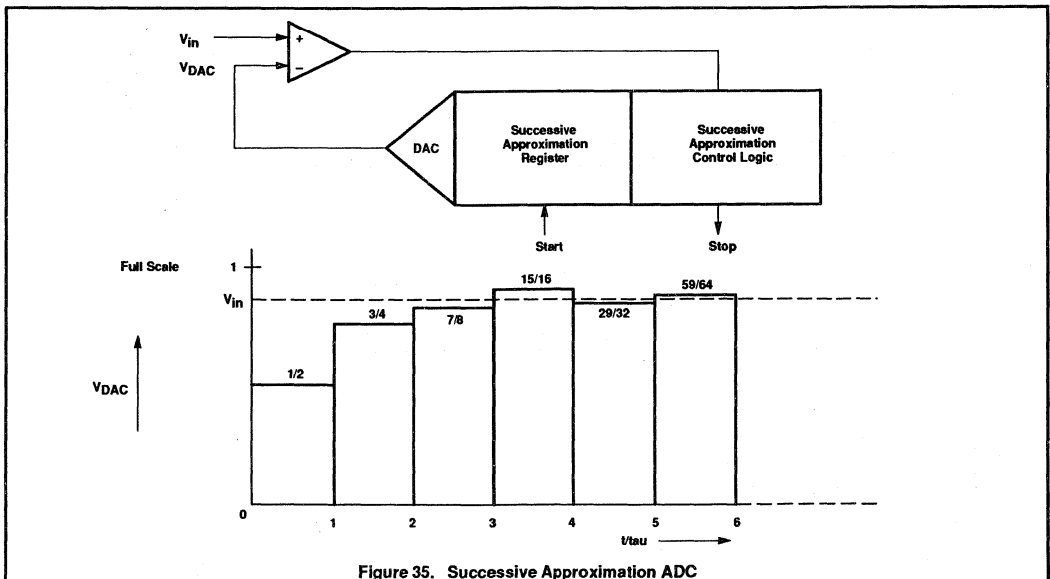 Vin
+
VDAC
−
DAC
Successive
Approximation
Register
Successive
Approximation
Control Logic
Start
Stop
Full Scale
1
Vin
VDAC
1/2
3/4
7/8
15/16
29/32
59/64
0
1
2
3
4
5
6
t/tau
Figure 35. Successive Approximation ADC